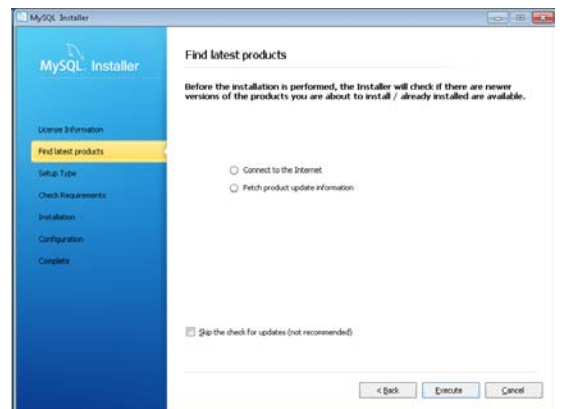 MySQL Installer
MySQL Installer
License Information
Find latest products
Setup Type
Check Requirements
Installation
Configuration
Complete
Find latest products
Before the installation is performed, the Installer will check if there are newer
versions of the products you are about to install / already installed are available.
Connect to the Internet
Fetch product update information
Skip the check for updates (not recommended)
< Back
Execute
Cancel